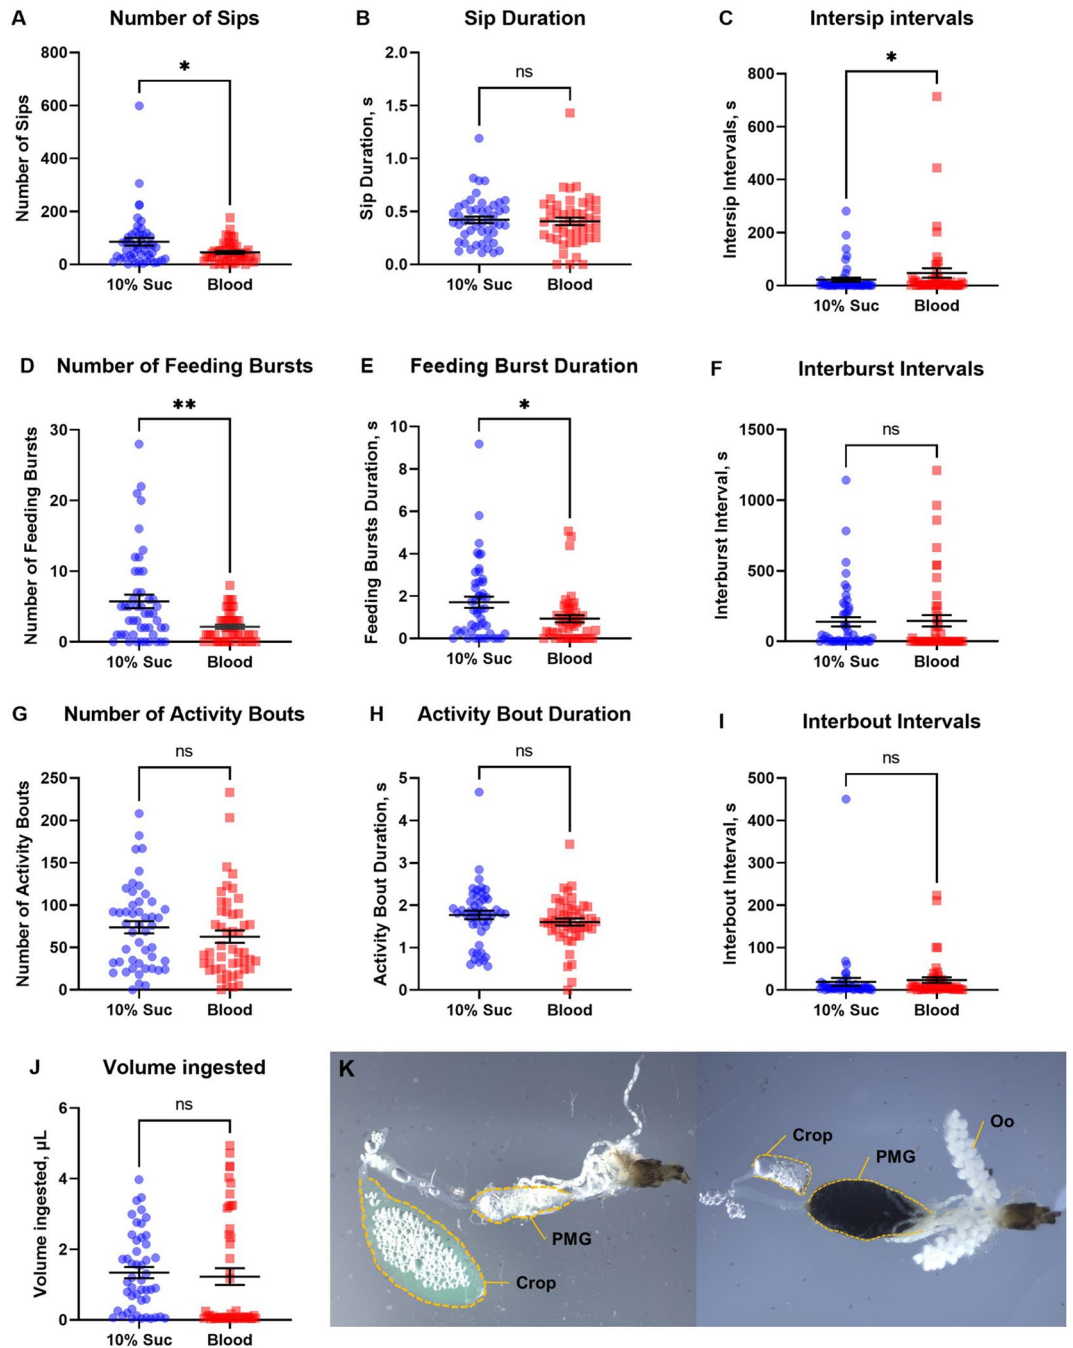 A Number of Sips
B Sip Duration
C Intersip intervals
*
ns
*
Number of Sips
800
600
400
200
0
10% Suc Blood
Sip Duration, s
2.0
1.5
1.0
0.5
0.0
10% Suc Blood
Intersip Intervals, s
800
600
400
200
0
10% Suc Blood
D Number of Feeding Bursts
E Feeding Burst Duration
F Interburst Intervals
**
*
ns
Number of Feeding Bursts
30
20
10
0
10% Suc Blood
Feeding Bursts Duration, s
10
8
6
4
2
0
10% Suc Blood
Interburst Interval, s
1500
1000
500
0
10% Suc Blood
G Number of Activity Bouts
H Activity Bout Duration
I Interbout Intervals
ns
ns
ns
Number of Activity Bouts
250
200
150
100
50
0
10% Suc Blood
Activity Bout Duration, s
5
4
3
2
1
0
10% Suc Blood
Interbout Interval, s
500
400
300
200
100
0
10% Suc Blood
J Volume ingested
ns
Volume ingested, µL
6
4
2
0
10% Suc Blood
K
PMG
Crop
Crop
PMG
Oo